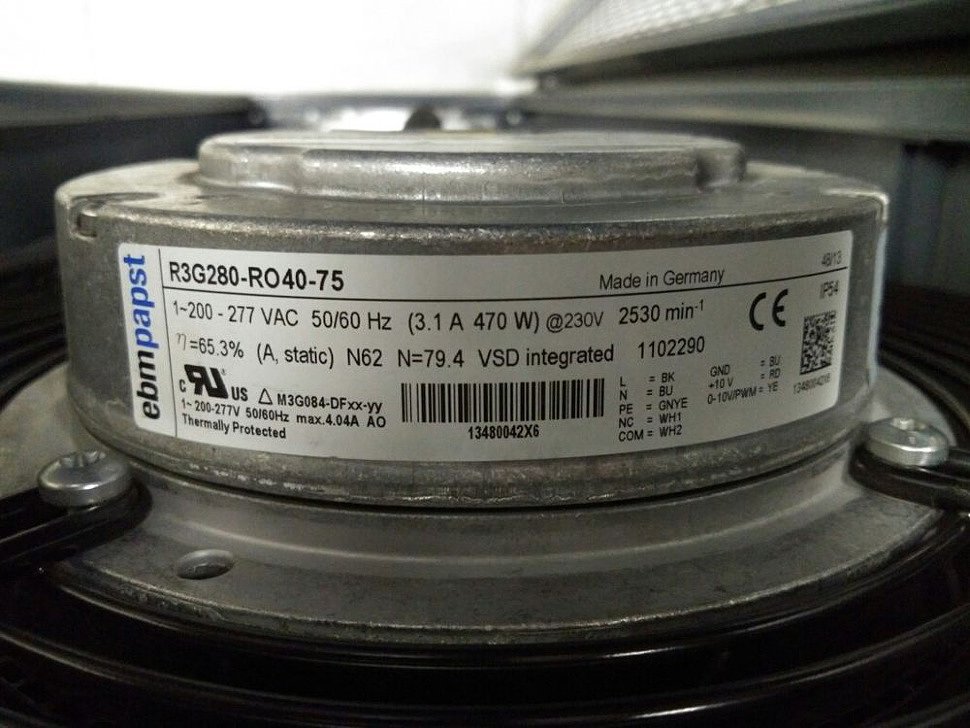 ebmpapst
R3G280-RO40-75
Made in Germany
48/13
1~200 - 277 VAC 50/60 Hz (3.1 A 470 W) @230V 2530 min⁻¹
CE
IP54
η=65.3% (A, static) N62 N=79.4 VSD integrated 1102290
c RU ® US △ M3G084-DFxx-yy
1~ 200-277V 50/60Hz max.4.04A AO
Thermally Protected
13480042X6
L = BK
N = BU
PE = GNYE
NC = WH1
COM = WH2
GND = BU
+10 V = RD
0-10V/PWM = YE
13480042X6